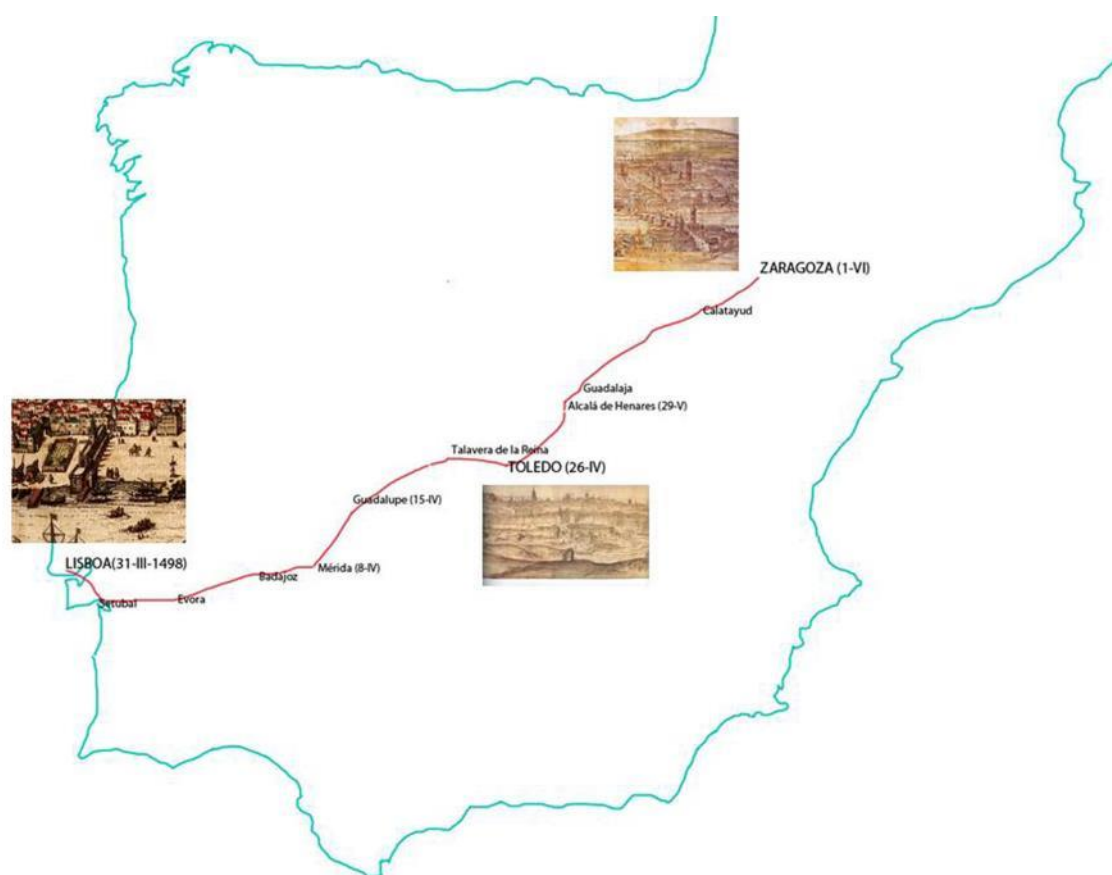 ZARAGOZA (1-VI)
Calatayud
Guadalaja
Alcalá de Henares (29-V)
Talavera de la Reina
TOLEDO (26-IV)
Guadalupe (15-IV)
LISBOA(31-III-1498)
Mérida (8-IV)
Badajoz
Evora
Setubal